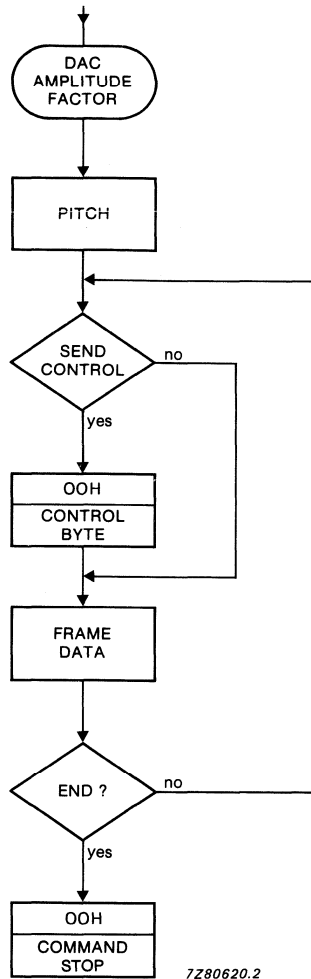 DAC
AMPLITUDE
FACTOR
PITCH
SEND
CONTROL
no
yes
OOH
CONTROL
BYTE
FRAME
DATA
END ?
no
yes
OOH
COMMAND
STOP
7Z80620.2